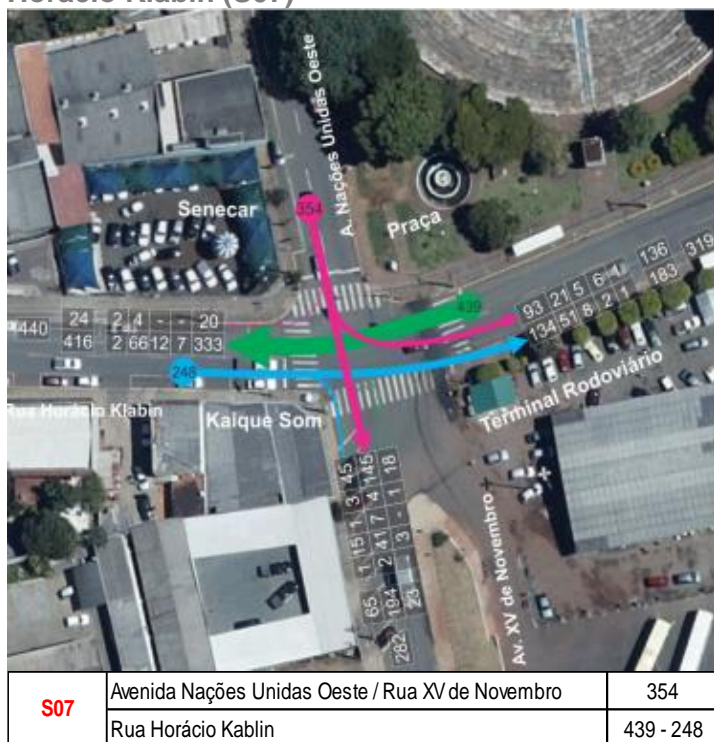 Horácio Klabin (S07)
A. Nações Unidas Oeste
354
Senecar
Praça
439
136 319
93 21 5 6
183
134 51 8 2 1
24 2 4 - - 20
440
416 2 66 12 7 333
248
Rua Horácio Klabin
Kaique Som
Terminal Rodoviário
45 145 18
3 4 1
1 7 -
15 41 3
1 2
65 194 23
282
Av. XV de Novembro
S07 Avenida Nações Unidas Oeste / Rua XV de Novembro 354
Rua Horácio Kablin 439 - 248